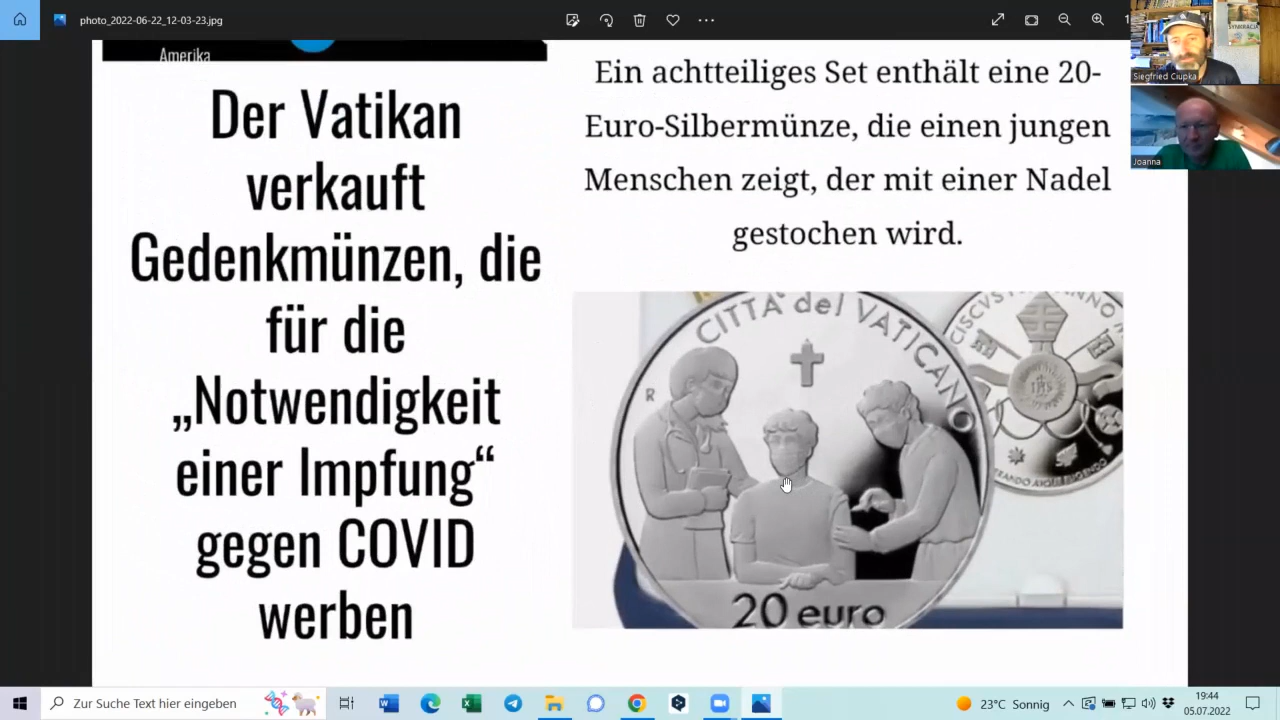 photo_2022-06-22_12-03-23.jpg
Siegfried Ciupka
Joanna
Amerika
Der Vatikan
verkauft
Gedenkmünzen, die
für die
„Notwendigkeit
einer Impfung“
gegen COVID
werben
Ein achtteiliges Set enthält eine 20-
Euro-Silbermünze, die einen jungen
Menschen zeigt, der mit einer Nadel
gestochen wird.
CITTÀ del VATICANO
R
20 euro
IHS
Zur Suche Text hier eingeben
23°C Sonnig
19:44
05.07.2022